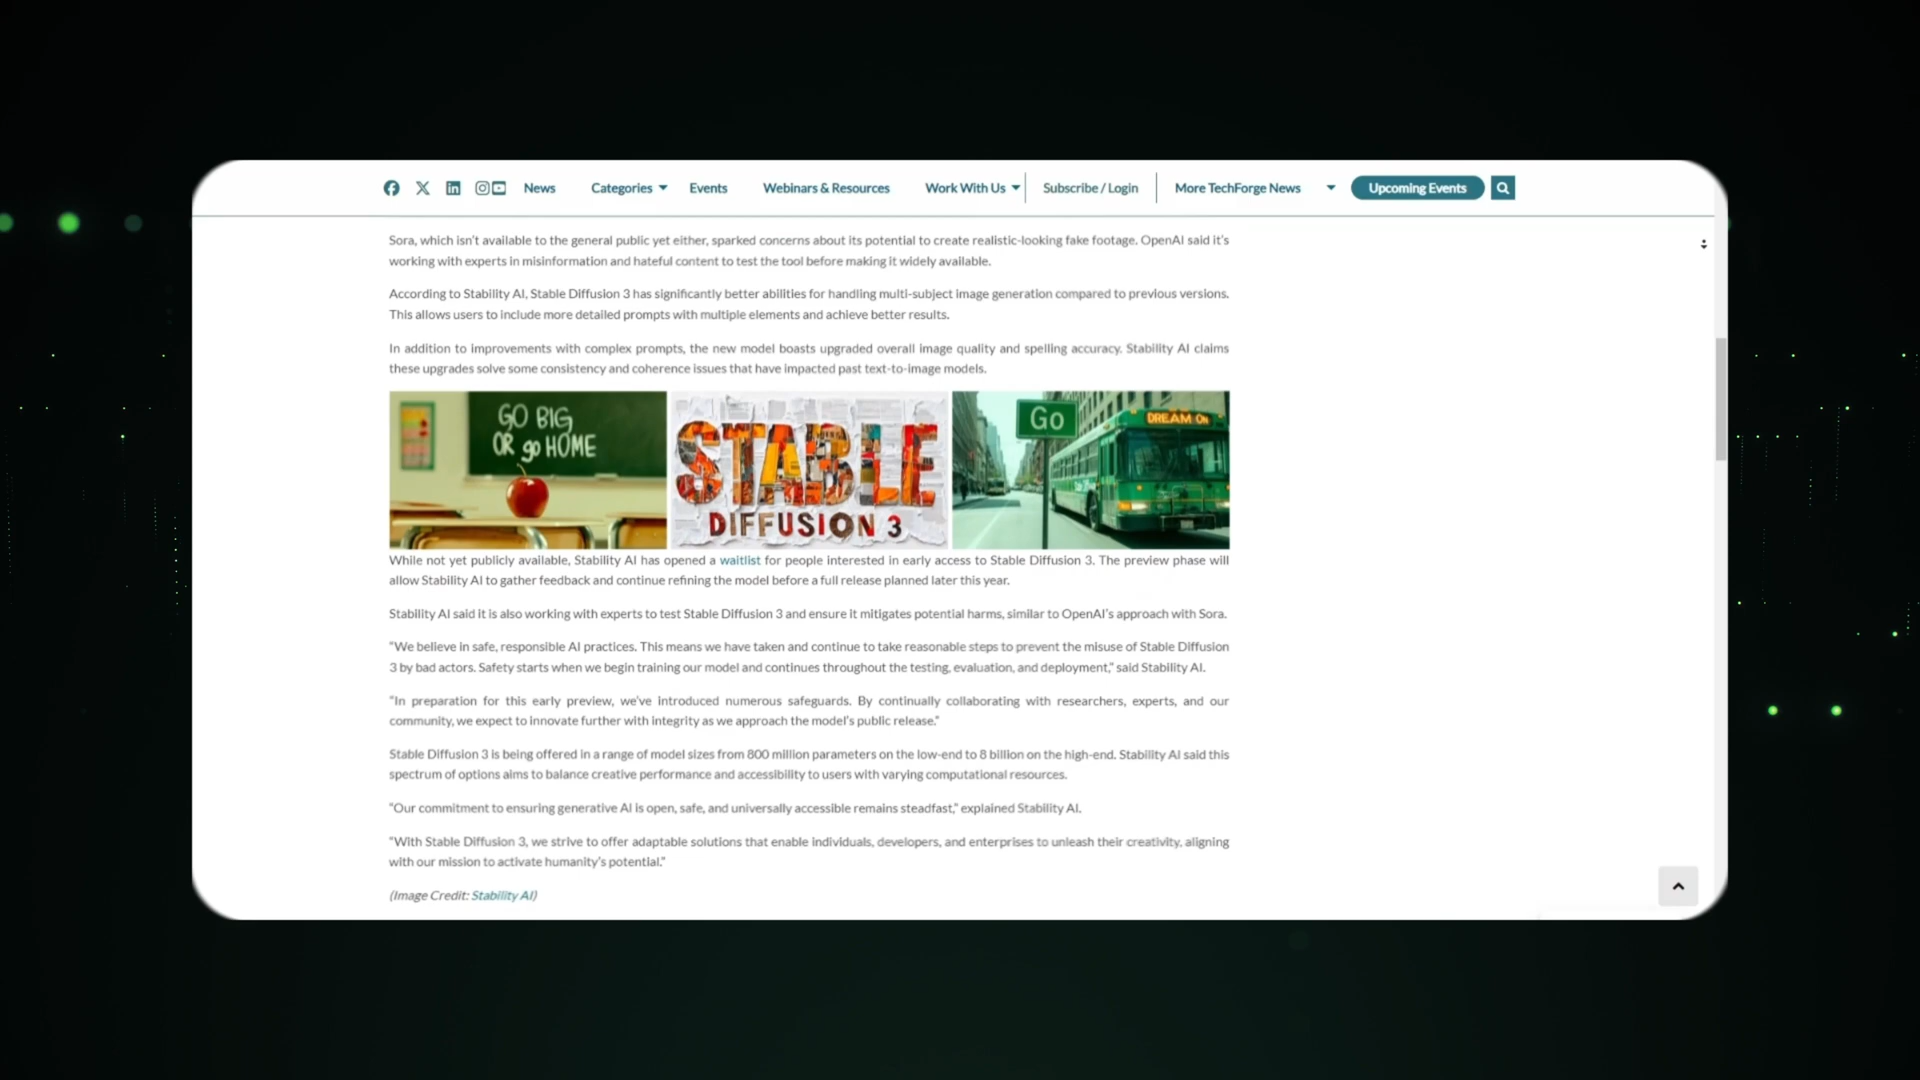 News Categories Events Webinars & Resources Work With Us Subscribe / Login More TechForge News Upcoming Events
Sora, which isn't available to the general public yet either, sparked concerns about its potential to create realistic-looking fake footage. OpenAI said it's
working with experts in misinformation and hateful content to test the tool before making it widely available.
According to Stability AI, Stable Diffusion 3 has significantly better abilities for handling multi-subject image generation compared to previous versions.
This allows users to include more detailed prompts with multiple elements and achieve better results.
In addition to improvements with complex prompts, the new model boasts upgraded overall image quality and spelling accuracy. Stability AI claims
these upgrades solve some consistency and coherence issues that have impacted past text-to-image models.
GO BIG
OR go HOME
STABLE
DIFFUSION 3
Go
DREAM ON
While not yet publicly available, Stability AI has opened a waitlist for people interested in early access to Stable Diffusion 3. The preview phase will
allow Stability AI to gather feedback and continue refining the model before a full release planned later this year.
Stability AI said it is also working with experts to test Stable Diffusion 3 and ensure it mitigates potential harms, similar to OpenAI's approach with Sora.
"We believe in safe, responsible AI practices. This means we have taken and continue to take reasonable steps to prevent the misuse of Stable Diffusion
3 by bad actors. Safety starts when we begin training our model and continues throughout the testing, evaluation, and deployment," said Stability AI.
"In preparation for this early preview, we've introduced numerous safeguards. By continually collaborating with researchers, experts, and our
community, we expect to innovate further with integrity as we approach the model's public release."
Stable Diffusion 3 is being offered in a range of model sizes from 800 million parameters on the low-end to 8 billion on the high-end. Stability AI said this
spectrum of options aims to balance creative performance and accessibility to users with varying computational resources.
"Our commitment to ensuring generative AI is open, safe, and universally accessible remains steadfast," explained Stability AI.
"With Stable Diffusion 3, we strive to offer adaptable solutions that enable individuals, developers, and enterprises to unleash their creativity, aligning
with our mission to activate humanity's potential."
(Image Credit: Stability AI)